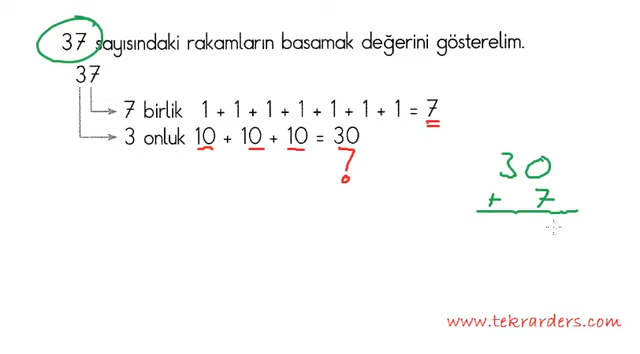 37 sayısındaki rakamların basamak değerini gösterelim.
37
7 birlik 1 + 1 + 1 + 1 + 1 + 1 + 1 = 7
3 onluk 10 + 10 + 10 = 30
?
30
+ 7
www.tekrarders.com